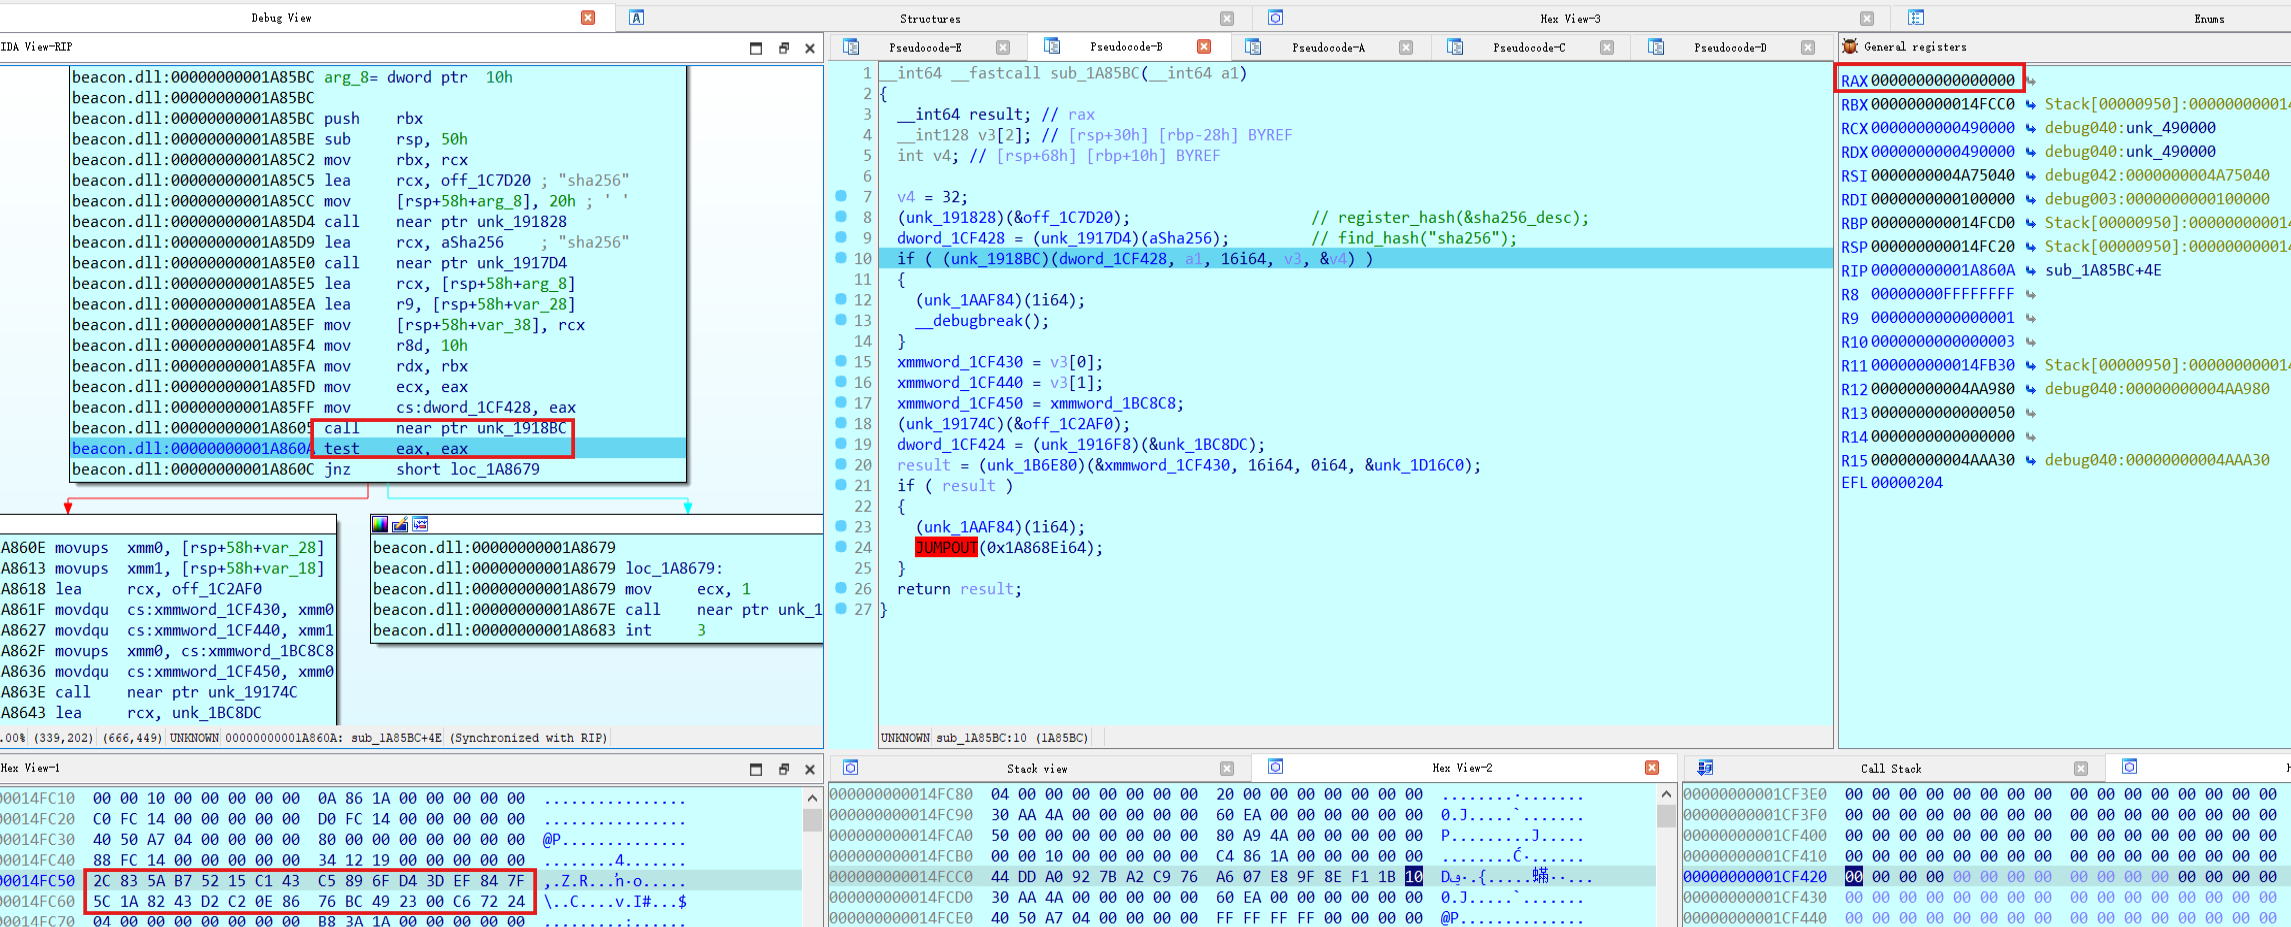 Debug View
Structures
Hex View-3
Enums
IDA View-RIP
beacon.dll:00000000001A85BC arg_8= dword ptr  10h
beacon.dll:00000000001A85BC
beacon.dll:00000000001A85BC push    rbx
beacon.dll:00000000001A85BE sub     rsp, 50h
beacon.dll:00000000001A85C2 mov     rbx, rcx
beacon.dll:00000000001A85C5 lea     rcx, off_1C7D20 ; "sha256"
beacon.dll:00000000001A85CC mov     [rsp+58h+arg_8], 20h ; ' '
beacon.dll:00000000001A85D4 call    near ptr unk_191828
beacon.dll:00000000001A85D9 lea     rcx, aSha256    ; "sha256"
beacon.dll:00000000001A85E0 call    near ptr unk_1917D4
beacon.dll:00000000001A85E5 lea     rcx, [rsp+58h+arg_8]
beacon.dll:00000000001A85EA lea     r9, [rsp+58h+var_28]
beacon.dll:00000000001A85EF mov     [rsp+58h+var_38], rcx
beacon.dll:00000000001A85F4 mov     r8d, 10h
beacon.dll:00000000001A85FA mov     rdx, rbx
beacon.dll:00000000001A85FD mov     ecx, eax
beacon.dll:00000000001A85FF mov     cs:dword_1CF428, eax
beacon.dll:00000000001A8605 call    near ptr unk_1918BC
beacon.dll:00000000001A860A test    eax, eax
beacon.dll:00000000001A860C jnz     short loc_1A8679
A860E movups  xmm0, [rsp+58h+var_28]
A8613 movups  xmm1, [rsp+58h+var_18]
A8618 lea     rcx, off_1C2AF0
A861F movdqu  cs:xmmword_1CF430, xmm0
A8627 movdqu  cs:xmmword_1CF440, xmm1
A862F movups  xmm0, cs:xmmword_1BC8C8
A8636 movdqu  cs:xmmword_1CF450, xmm0
A863E call    near ptr unk_19174C
A8643 lea     rcx, unk_1BC8DC
beacon.dll:00000000001A8679
beacon.dll:00000000001A8679 loc_1A8679:
beacon.dll:00000000001A8679 mov     ecx, 1
beacon.dll:00000000001A867E call    near ptr unk_1
beacon.dll:00000000001A8683 int     3
.00% (339,202) (666,449) UNKNOWN 00000000001A860A: sub_1A85BC+4E (Synchronized with RIP)
Pseudocode-E
Pseudocode-B
Pseudocode-A
Pseudocode-C
Pseudocode-D
1 __int64 __fastcall sub_1A85BC(__int64 a1)
2 {
3   __int64 result; // rax
4   __int128 v3[2]; // [rsp+30h] [rbp-28h] BYREF
5   int v4; // [rsp+68h] [rbp+10h] BYREF
6
7   v4 = 32;
8   (unk_191828)(&off_1C7D20);                    // register_hash(&sha256_desc);
9   dword_1CF428 = (unk_1917D4)(aSha256);         // find_hash("sha256");
10   if ( (unk_1918BC)(dword_1CF428, a1, 16i64, v3, &v4) )
11   {
12     (unk_1AAF84)(1i64);
13     __debugbreak();
14   }
15   xmmword_1CF430 = v3[0];
16   xmmword_1CF440 = v3[1];
17   xmmword_1CF450 = xmmword_1BC8C8;
18   (unk_19174C)(&off_1C2AF0);
19   dword_1CF424 = (unk_1916F8)(&unk_1BC8DC);
20   result = (unk_1B6E80)(&xmmword_1CF430, 16i64, 0i64, &unk_1D16C0);
21   if ( result )
22   {
23     (unk_1AAF84)(1i64);
24     JUMPOUT(0x1A868Ei64);
25   }
26   return result;
27 }
UNKNOWN sub_1A85BC:10 (1A85BC)
General registers
RAX 0000000000000000
RBX 000000000014FCC0 Stack[00000950]:000000000014
RCX 0000000000490000 debug040:unk_490000
RDX 0000000000490000 debug040:unk_490000
RSI 0000000004A75040 debug042:0000000004A75040
RDI 0000000000100000 debug003:0000000000100000
RBP 000000000014FCD0 Stack[00000950]:000000000014
RSP 000000000014FC20 Stack[00000950]:000000000014
RIP 00000000001A860A sub_1A85BC+4E
R8 00000000FFFFFFFF
R9 0000000000000001
R10 0000000000000003
R11 000000000014FB30 Stack[00000950]:000000000014
R12 00000000004AA980 debug040:00000000004AA980
R13 0000000000000050
R14 0000000000000000
R15 00000000004AAA30 debug040:00000000004AAA30
EFL 00000204
Hex View-1
00014FC10  00 00 10 00 00 00 00 00  0A 86 1A 00 00 00 00 00  ................
00014FC20  C0 FC 14 00 00 00 00 00  D0 FC 14 00 00 00 00 00  ................
00014FC30  40 50 A7 04 00 00 00 00  80 00 00 00 00 00 00 00  @P..............
00014FC40  88 FC 14 00 00 00 00 00  34 12 19 00 00 00 00 00  ........4.......
00014FC50  2C 83 5A B7 52 15 C1 43  C5 89 6F D4 3D EF 84 7F
00014FC60  5C 1A 82 43 D2 C2 0E 86  76 BC 49 23 00 C6 72 24  \..C....v.I#...$
00014FC70  04 00 00 00 00 00 00 00  B8 3A 1A 00 00 00 00 00  .........:......
Stack view
Hex View-2
000000000014FC80  04 00 00 00 00 00 00 00  20 00 00 00 00 00 00 00  ........·.......
000000000014FC90  30 AA 4A 00 00 00 00 00  60 EA 00 00 00 00 00 00  0.J.....`.......
000000000014FCA0  50 00 00 00 00 00 00 00  80 A9 4A 00 00 00 00 00  P.........J.....
000000000014FCB0  00 00 10 00 00 00 00 00  C4 86 1A 00 00 00 00 00
000000000014FCC0  44 DD A0 92 7B A2 C9 76  A6 07 E8 9F 8E F1 1B 10
000000000014FCD0  30 AA 4A 00 00 00 00 00  60 EA 00 00 00 00 00 00  0.J.....`.......
000000000014FCE0  40 50 A7 04 00 00 00 00  FF FF FF FF 00 00 00 00  @P..............
Call Stack
H
00000000001CF3E0  00 00 00 00 00 00 00 00  00 00 00 00 00 00 00 00
00000000001CF3F0  00 00 00 00 00 00 00 00  00 00 00 00 00 00 00 00
00000000001CF400  00 00 00 00 00 00 00 00  00 00 00 00 00 00 00 00
00000000001CF410  00 00 00 00 00 00 00 00  00 00 00 00 00 00 00 00
00000000001CF420  00 00 00 00 00 00 00 00  00 00 00 00 00 00 00 00
00000000001CF430  00 00 00 00 00 00 00 00  00 00 00 00 00 00 00 00
00000000001CF440  00 00 00 00 00 00 00 00  00 00 00 00 00 00 00 00